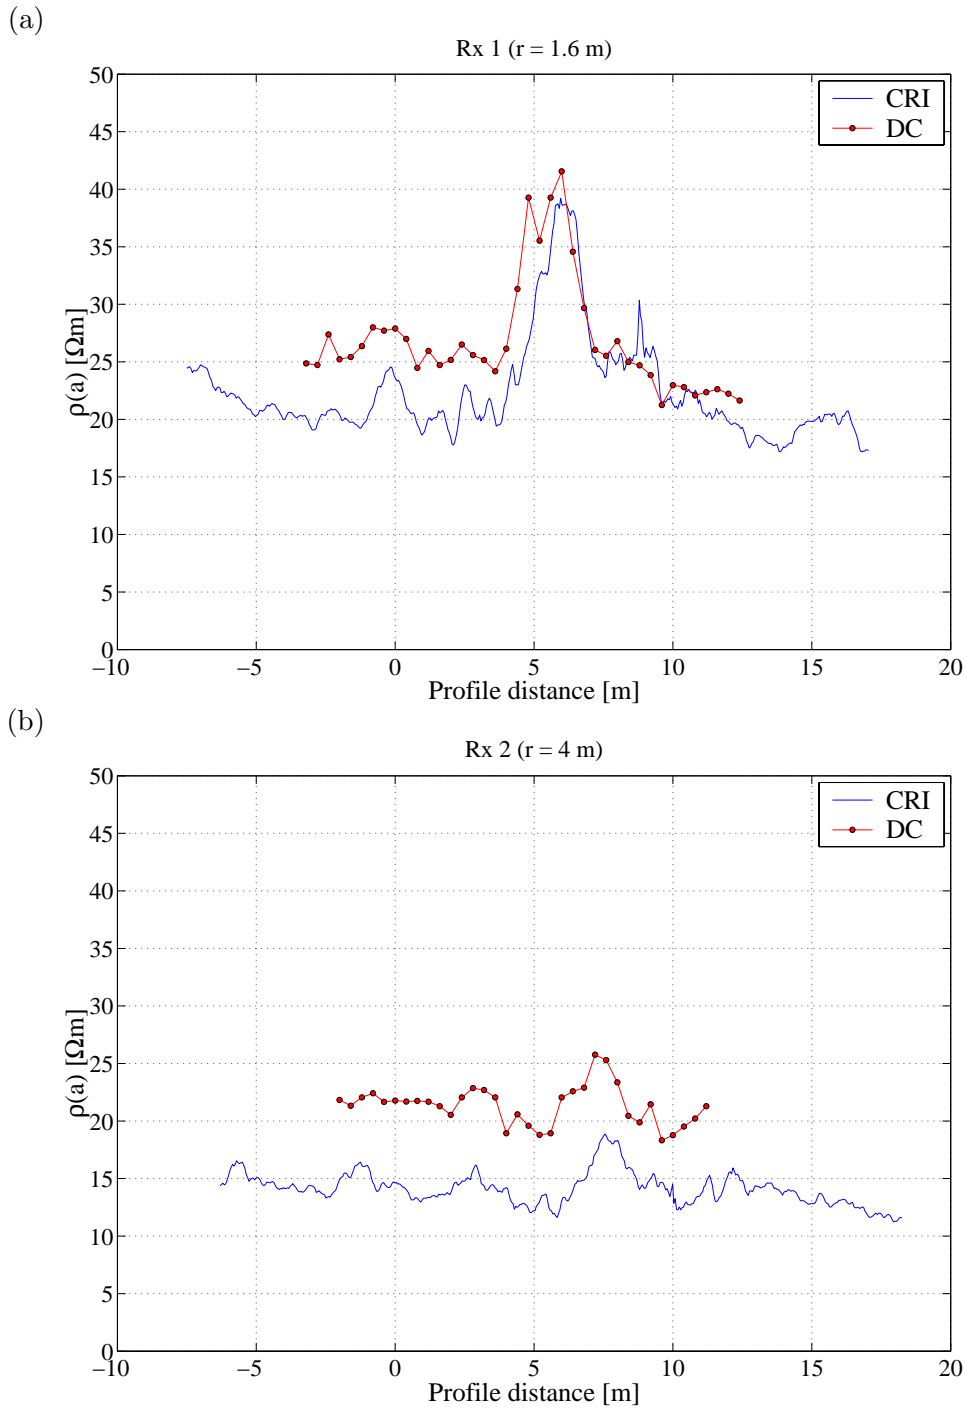 (a)
Rx 1 (r = 1.6 m)
50
45
40
35
30
25
20
15
10
5
0
ρ(a) [Ωm]
CRI
DC
−10 −5 0 5 10 15 20
Profile distance [m]
(b)
Rx 2 (r = 4 m)
50
45
40
35
30
25
20
15
10
5
0
ρ(a) [Ωm]
CRI
DC
−10 −5 0 5 10 15 20
Profile distance [m]